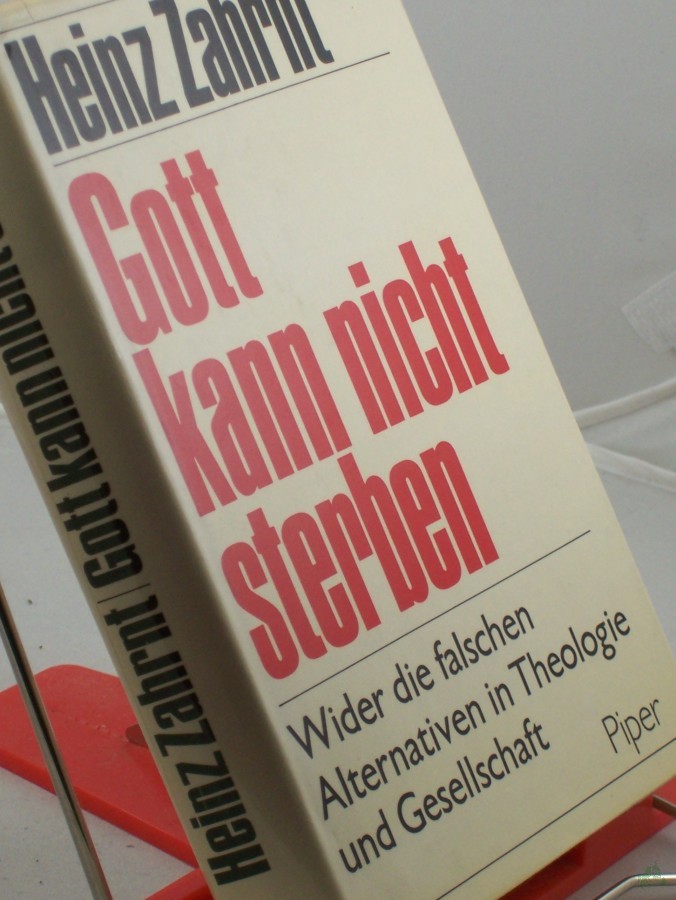 Heinz Zahrnt
Gott
kann nicht
sterben
Wider die falschen
Alternativen in Theologie
und Gesellschaft
Piper
Heinz Zahrnt | Gott kann nicht